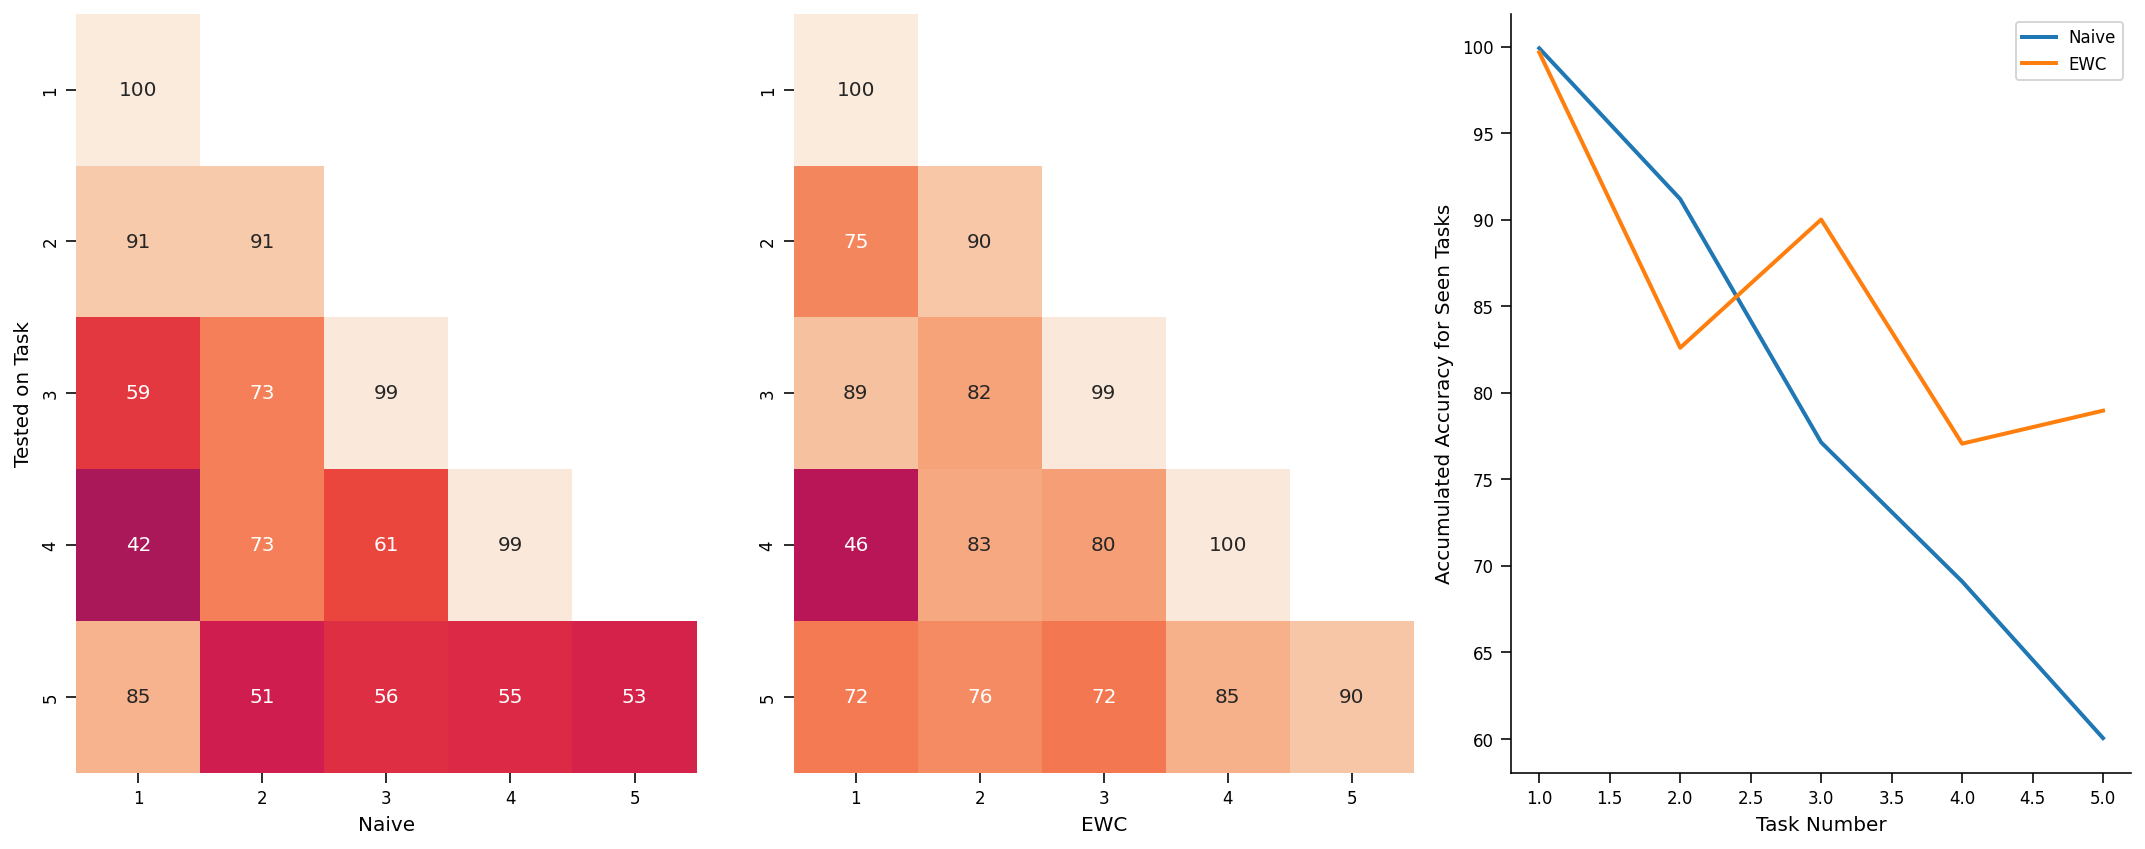 Tested on Task
1
100
2
91 91
3
59 73 99
4
42 73 61 99
5
85 51 56 55 53
1 2 3 4 5
Naive
1
100
2
75 90
3
89 82 99
4
46 83 80 100
5
72 76 72 85 90
1 2 3 4 5
EWC
Accumulated Accuracy for Seen Tasks
100
95
90
85
80
75
70
65
60
1.0 1.5 2.0 2.5 3.0 3.5 4.0 4.5 5.0
Task Number
Naive
EWC